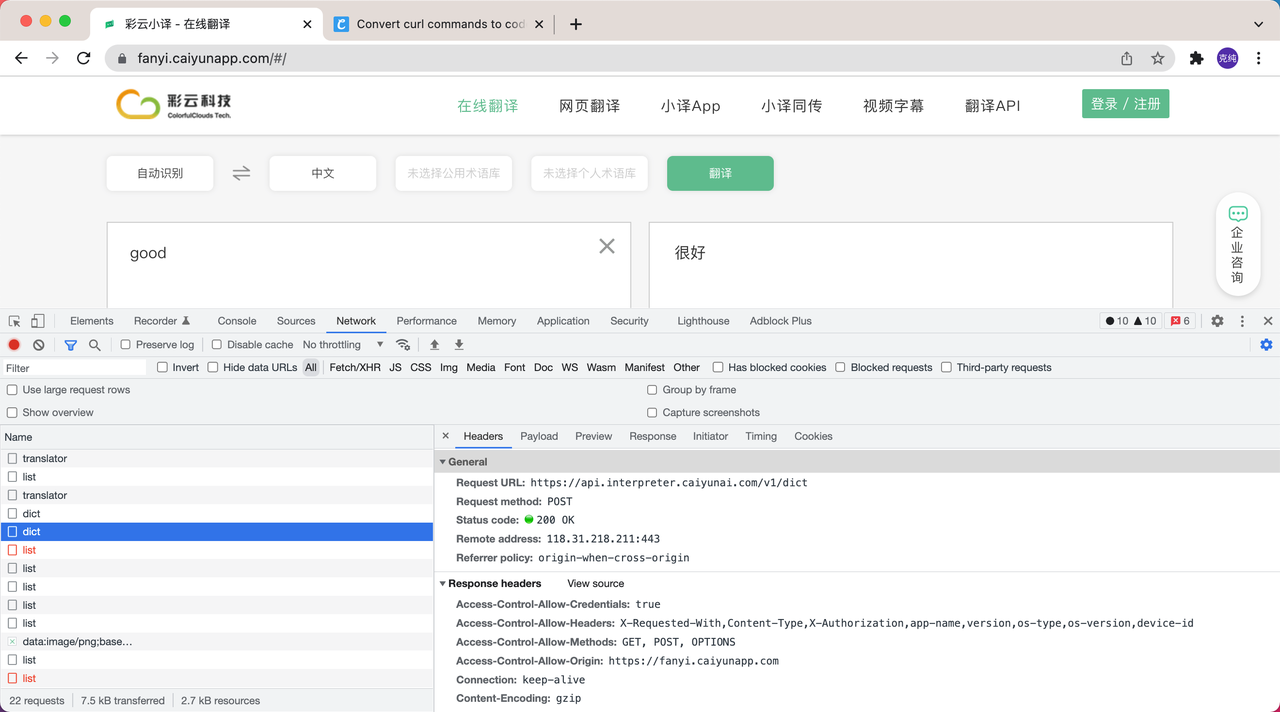 彩云小译 - 在线翻译
Convert curl commands to cod
fanyi.caiyunapp.com/#/
克纯
彩云科技
ColorfulClouds Tech.
在线翻译 网页翻译 小译App 小译同传 视频字幕 翻译API 登录 / 注册
自动识别 中文 未选择公用术语库 未选择个人术语库 翻译
good
很好
企业咨询
Elements Recorder Console Sources Network Performance Memory Application Security Lighthouse Adblock Plus 10 10 6
Preserve log Disable cache No throttling
Filter Invert Hide data URLs All Fetch/XHR JS CSS Img Media Font Doc WS Wasm Manifest Other Has blocked cookies Blocked requests Third-party requests
Use large request rows Group by frame
Show overview Capture screenshots
Name
translator
list
translator
dict
dict
list
list
list
list
list
data:image/png;base…
list
list
22 requests 7.5 kB transferred 2.7 kB resources
Headers Payload Preview Response Initiator Timing Cookies
General
Request URL: https://api.interpreter.caiyunai.com/v1/dict
Request method: POST
Status code: 200 OK
Remote address: 118.31.218.211:443
Referrer policy: origin-when-cross-origin
Response headers View source
Access-Control-Allow-Credentials: true
Access-Control-Allow-Headers: X-Requested-With,Content-Type,X-Authorization,app-name,version,os-type,os-version,device-id
Access-Control-Allow-Methods: GET, POST, OPTIONS
Access-Control-Allow-Origin: https://fanyi.caiyunapp.com
Connection: keep-alive
Content-Encoding: gzip